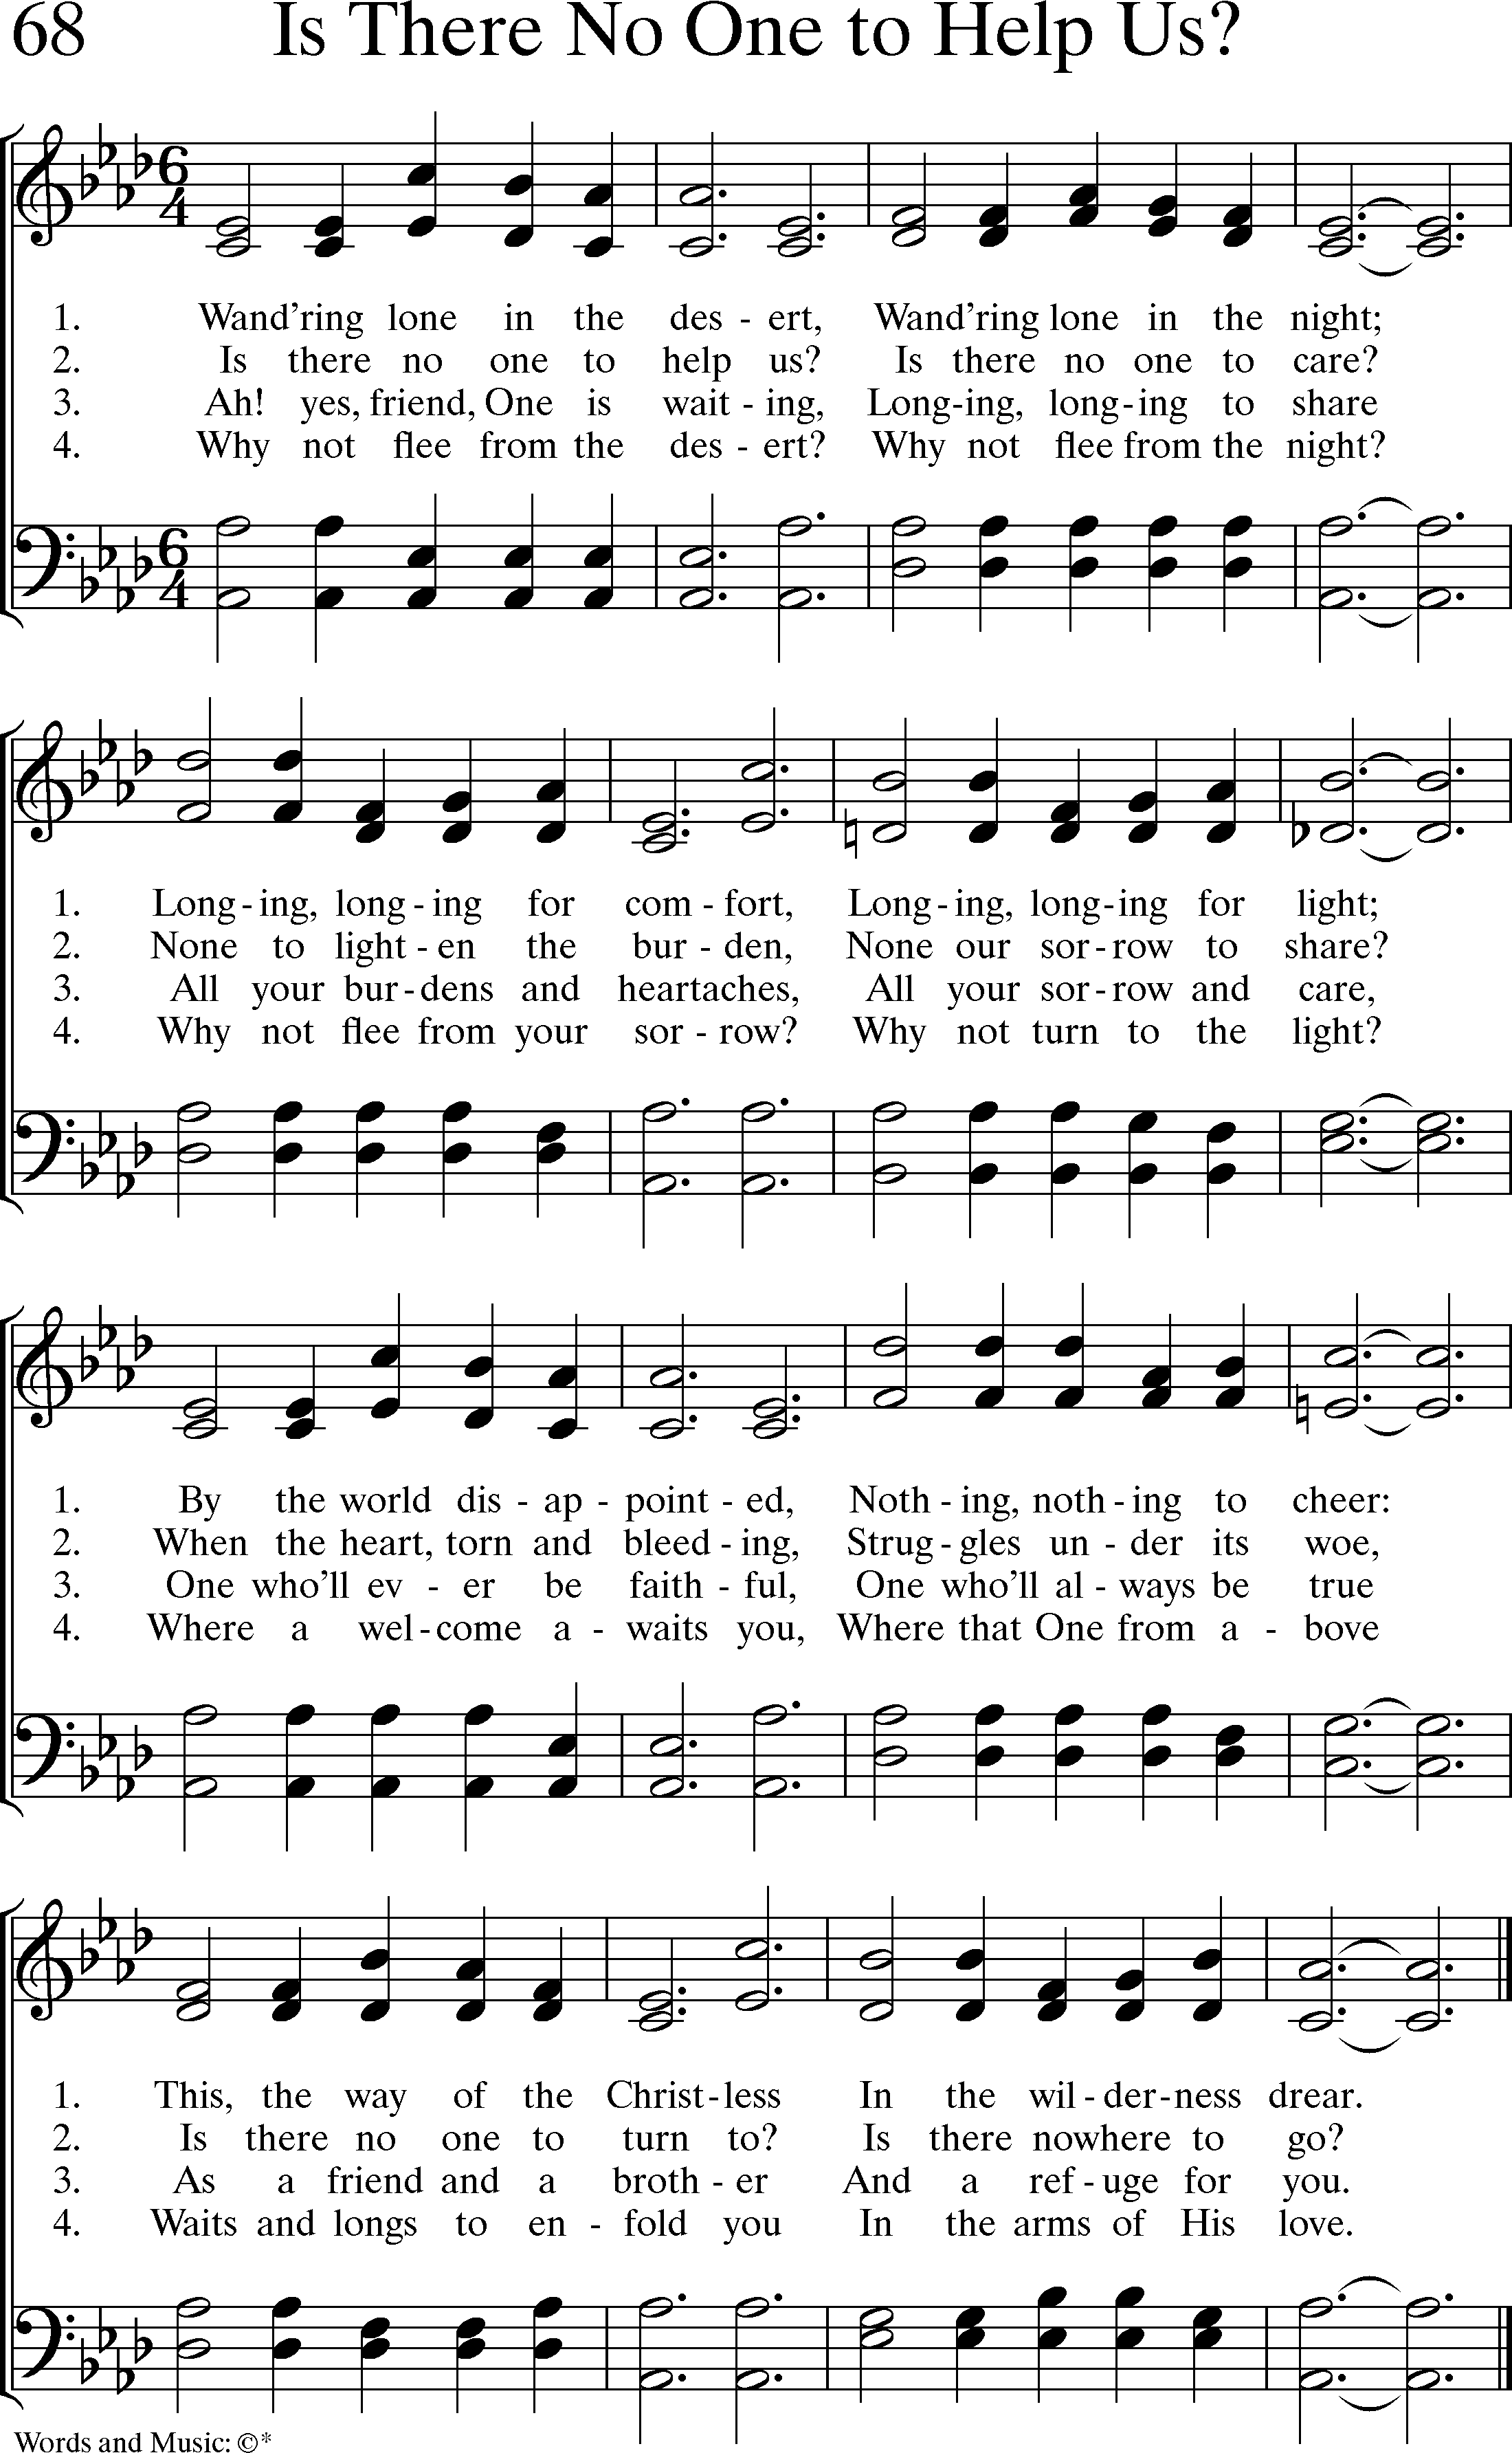 68 Is There No One to Help Us?
1. Wand'ring lone in the des - ert, Wand'ring lone in the night;
2. Is there no one to help us? Is there no one to care?
3. Ah! yes, friend, One is wait - ing, Long - ing, long - ing to share
4. Why not flee from the des - ert? Why not flee from the night?
1. Long - ing, long - ing for com - fort, Long - ing, long - ing for light;
2. None to light - en the bur - den, None our sor - row to share?
3. All your bur - dens and heartaches, All your sor - row and care,
4. Why not flee from your sor - row? Why not turn to the light?
1. By the world dis - ap - point - ed, Noth - ing, noth - ing to cheer:
2. When the heart, torn and bleed - ing, Strug - gles un - der its woe,
3. One who'll ev - er be faith - ful, One who'll al - ways be true
4. Where a wel - come a - waits you, Where that One from a - bove
1. This, the way of the Christ - less In the wil - der - ness drear.
2. Is there no one to turn to? Is there nowhere to go?
3. As a friend and a broth - er And a ref - uge for you.
4. Waits and longs to en - fold you In the arms of His love.
Words and Music: ©*